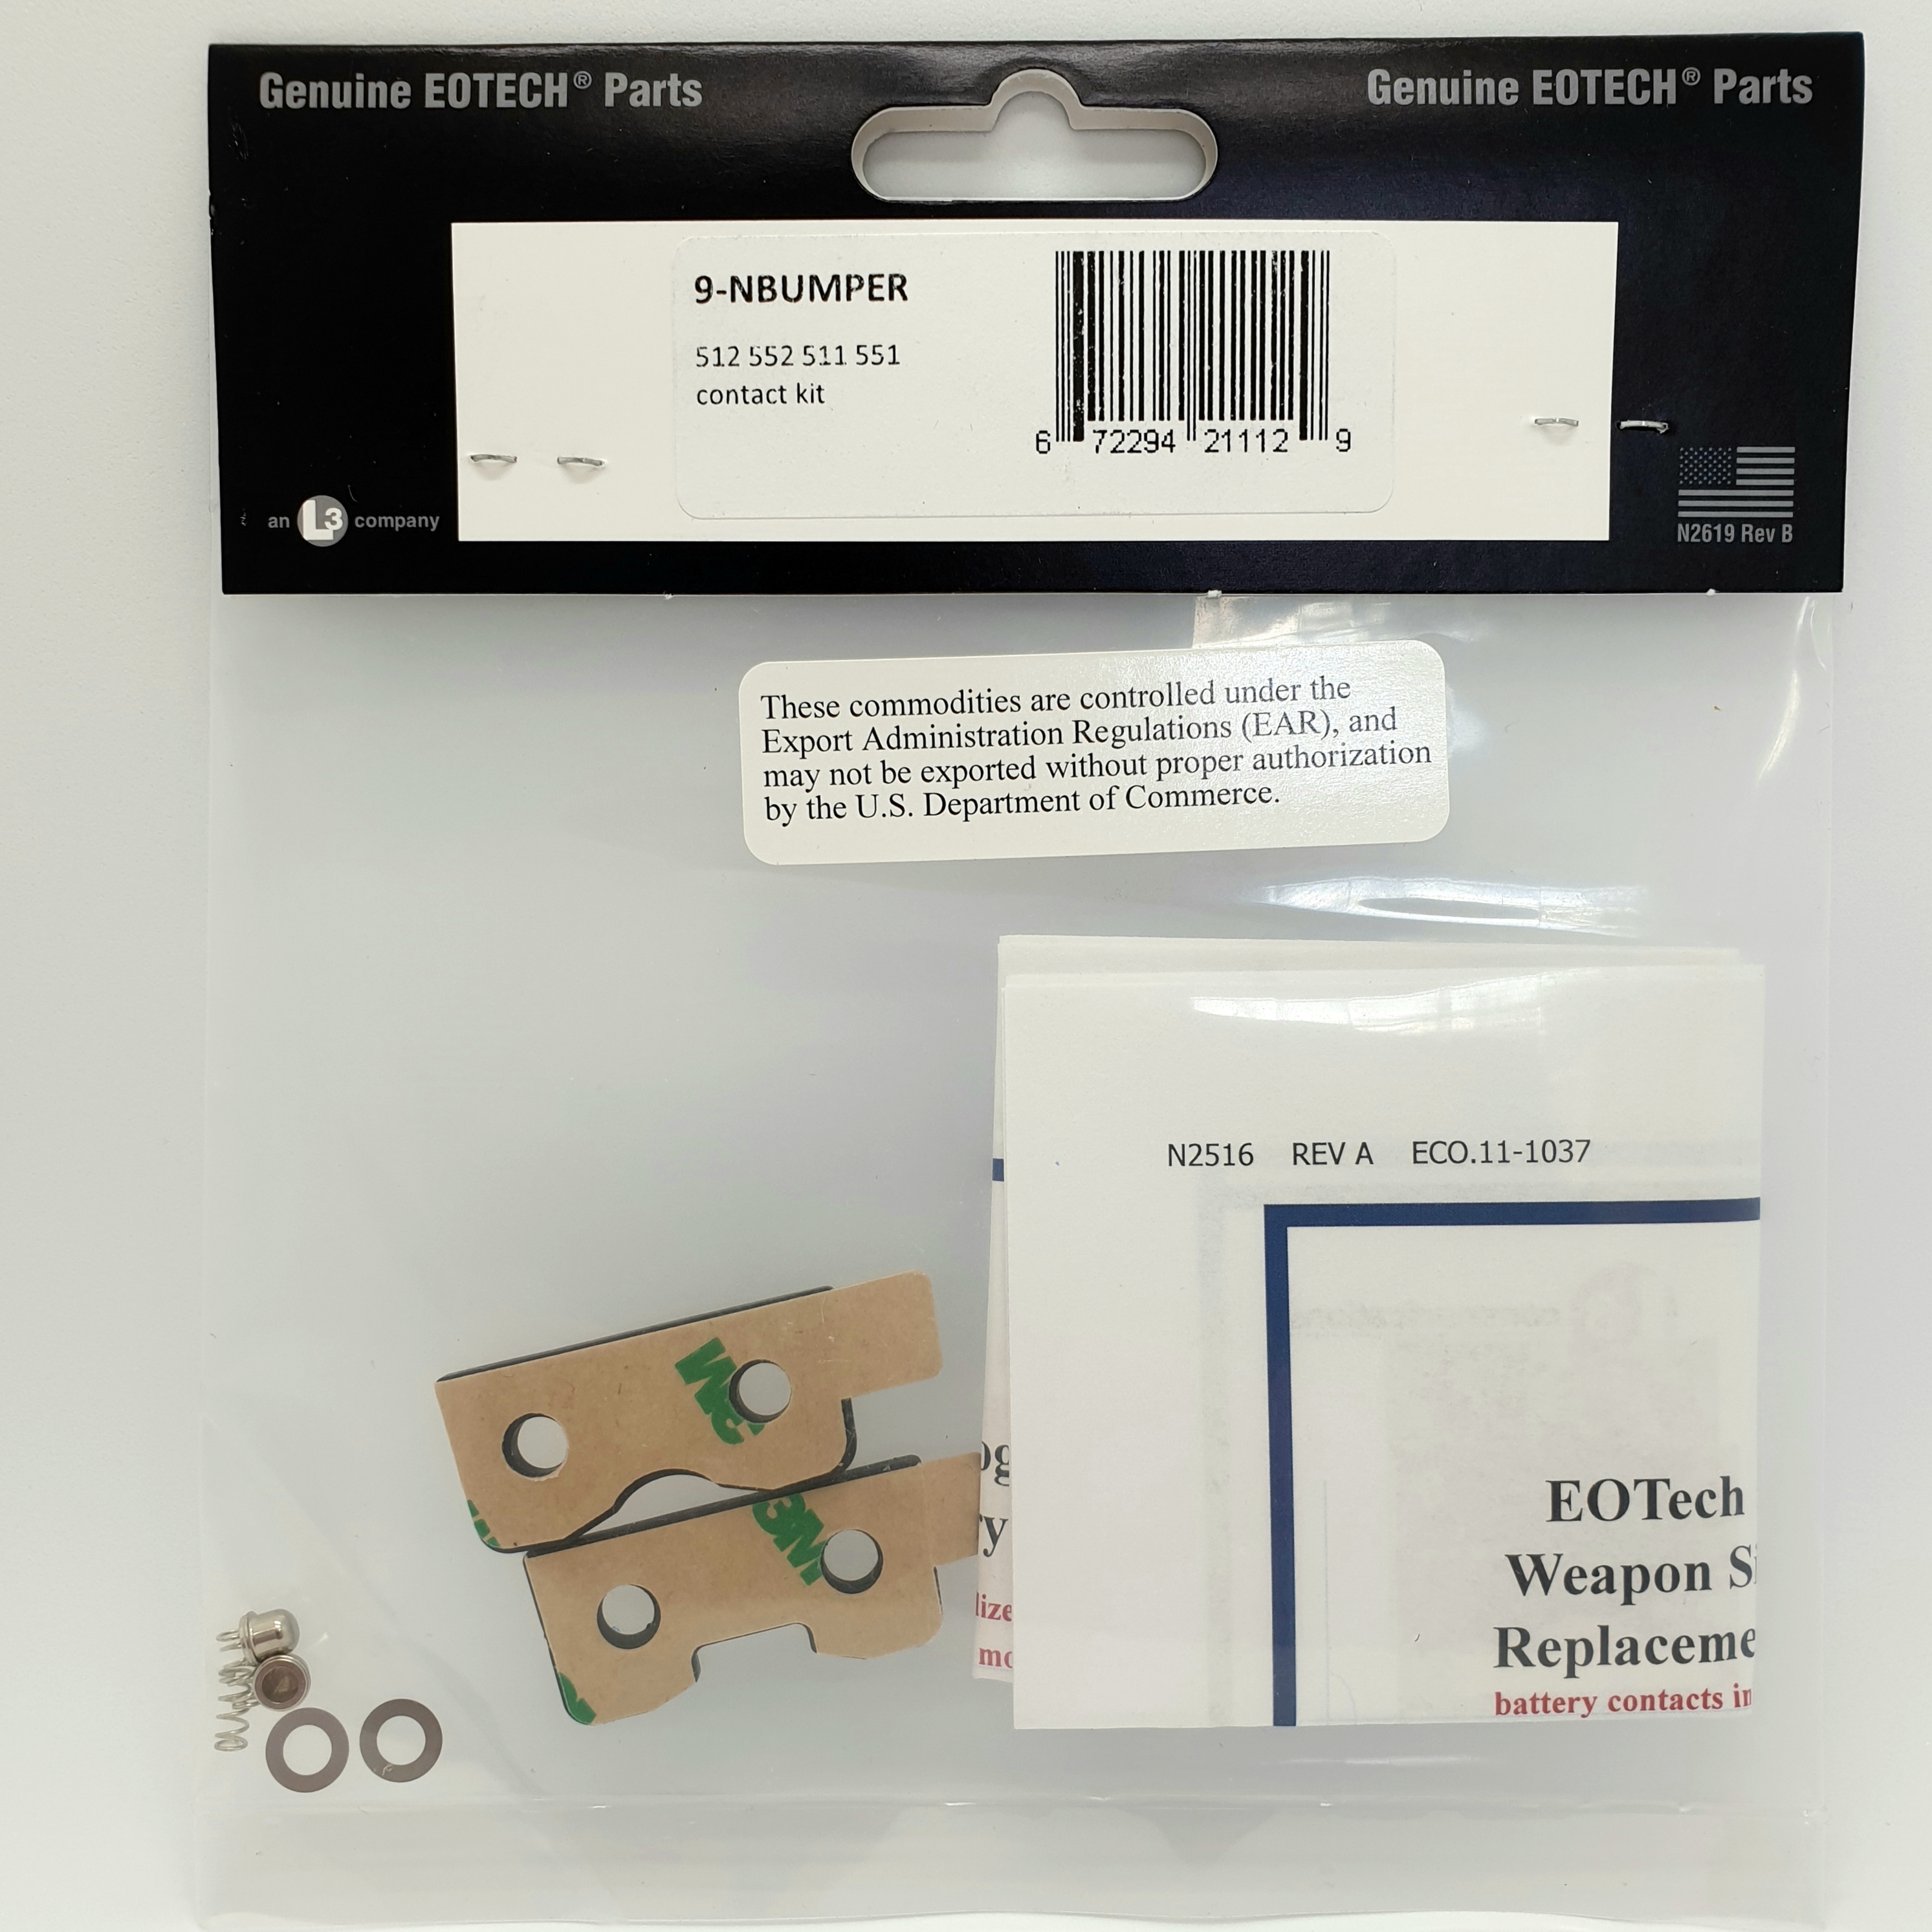 Genuine EOTECH® Parts
Genuine EOTECH® Parts
9-NBUMPER
512 552 511 551
contact kit
6 72294 21112 9
an L3 company
N2619 Rev B
These commodities are controlled under the
Export Administration Regulations (EAR), and
may not be exported without proper authorization
by the U.S. Department of Commerce.
N2516 REV A ECO.11-1037
EOTech
Weapon
Replaceme
battery contacts in
3M
3M